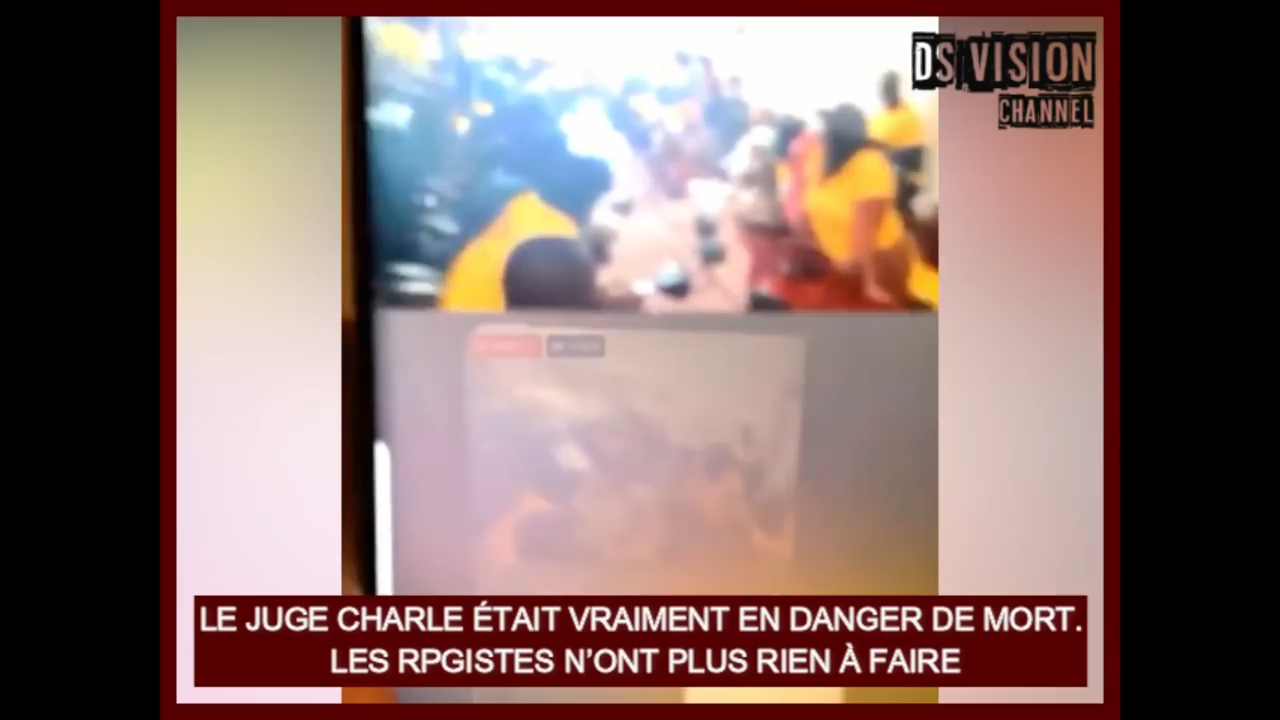 DS VISION
CHANNEL
LE JUGE CHARLE ÉTAIT VRAIMENT EN DANGER DE MORT.
LES RPGISTES N'ONT PLUS RIEN À FAIRE